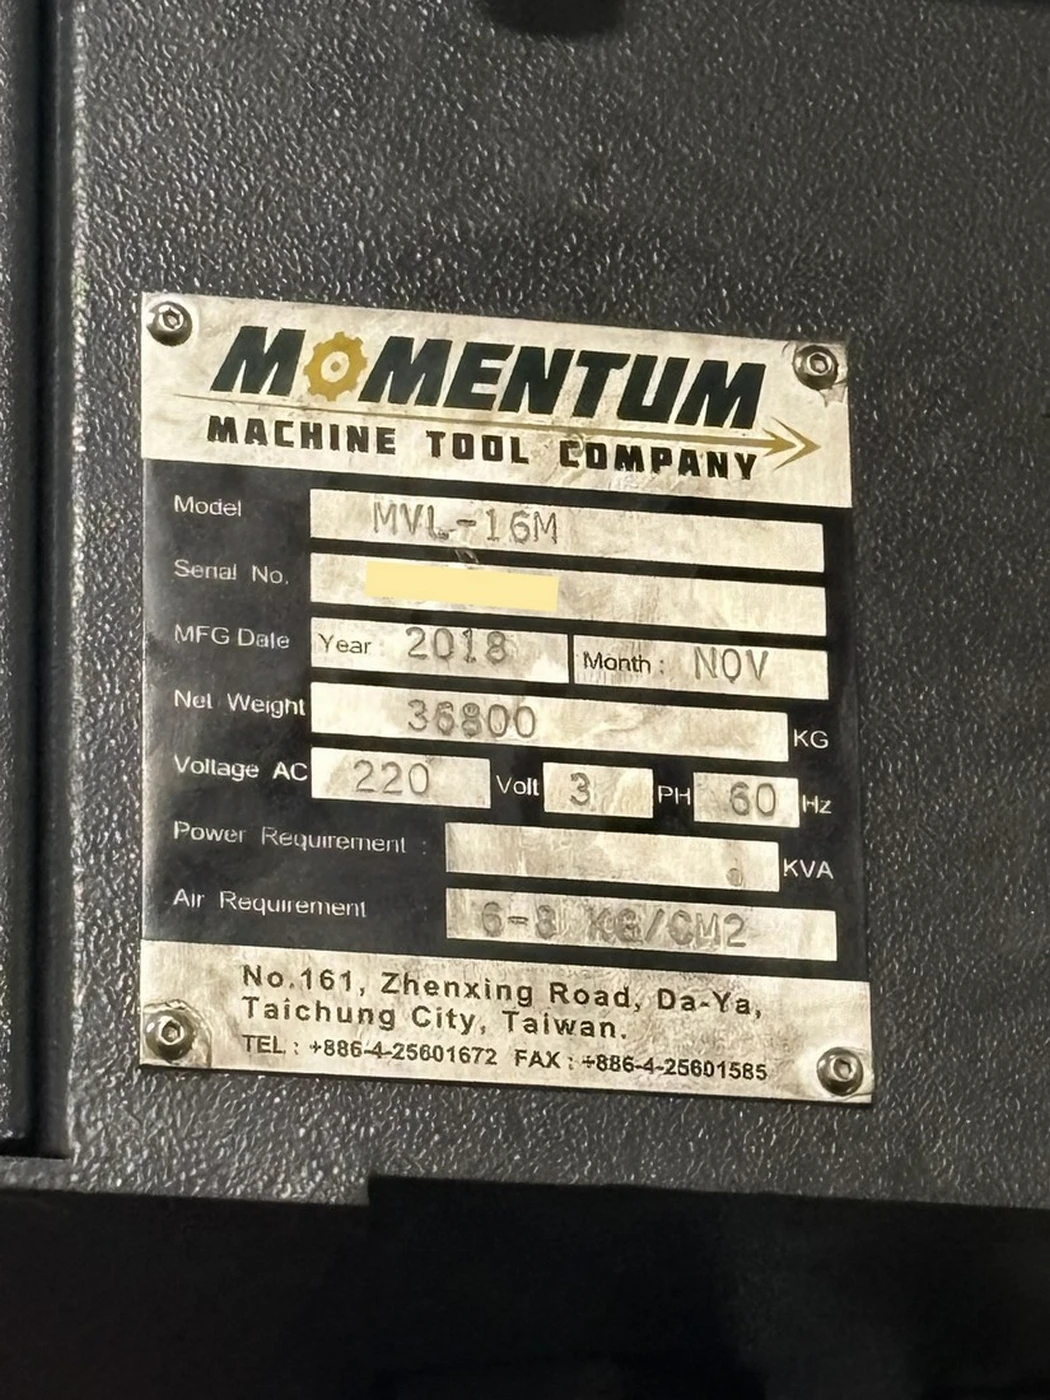 MOMENTUM
MACHINE TOOL COMPANY
Model MVL-16M
Serial No.
MFG Date Year : 2018 Month : NOV
Net Weight 36800 KG
Voltage AC 220 Volt 3 PH 60 Hz
Power Requirement : KVA
Air Requirement 6-8 KG/CM2
No.161, Zhenxing Road, Da-Ya,
Taichung City, Taiwan.
TEL : +886-4-25601672 FAX : +886-4-25601585